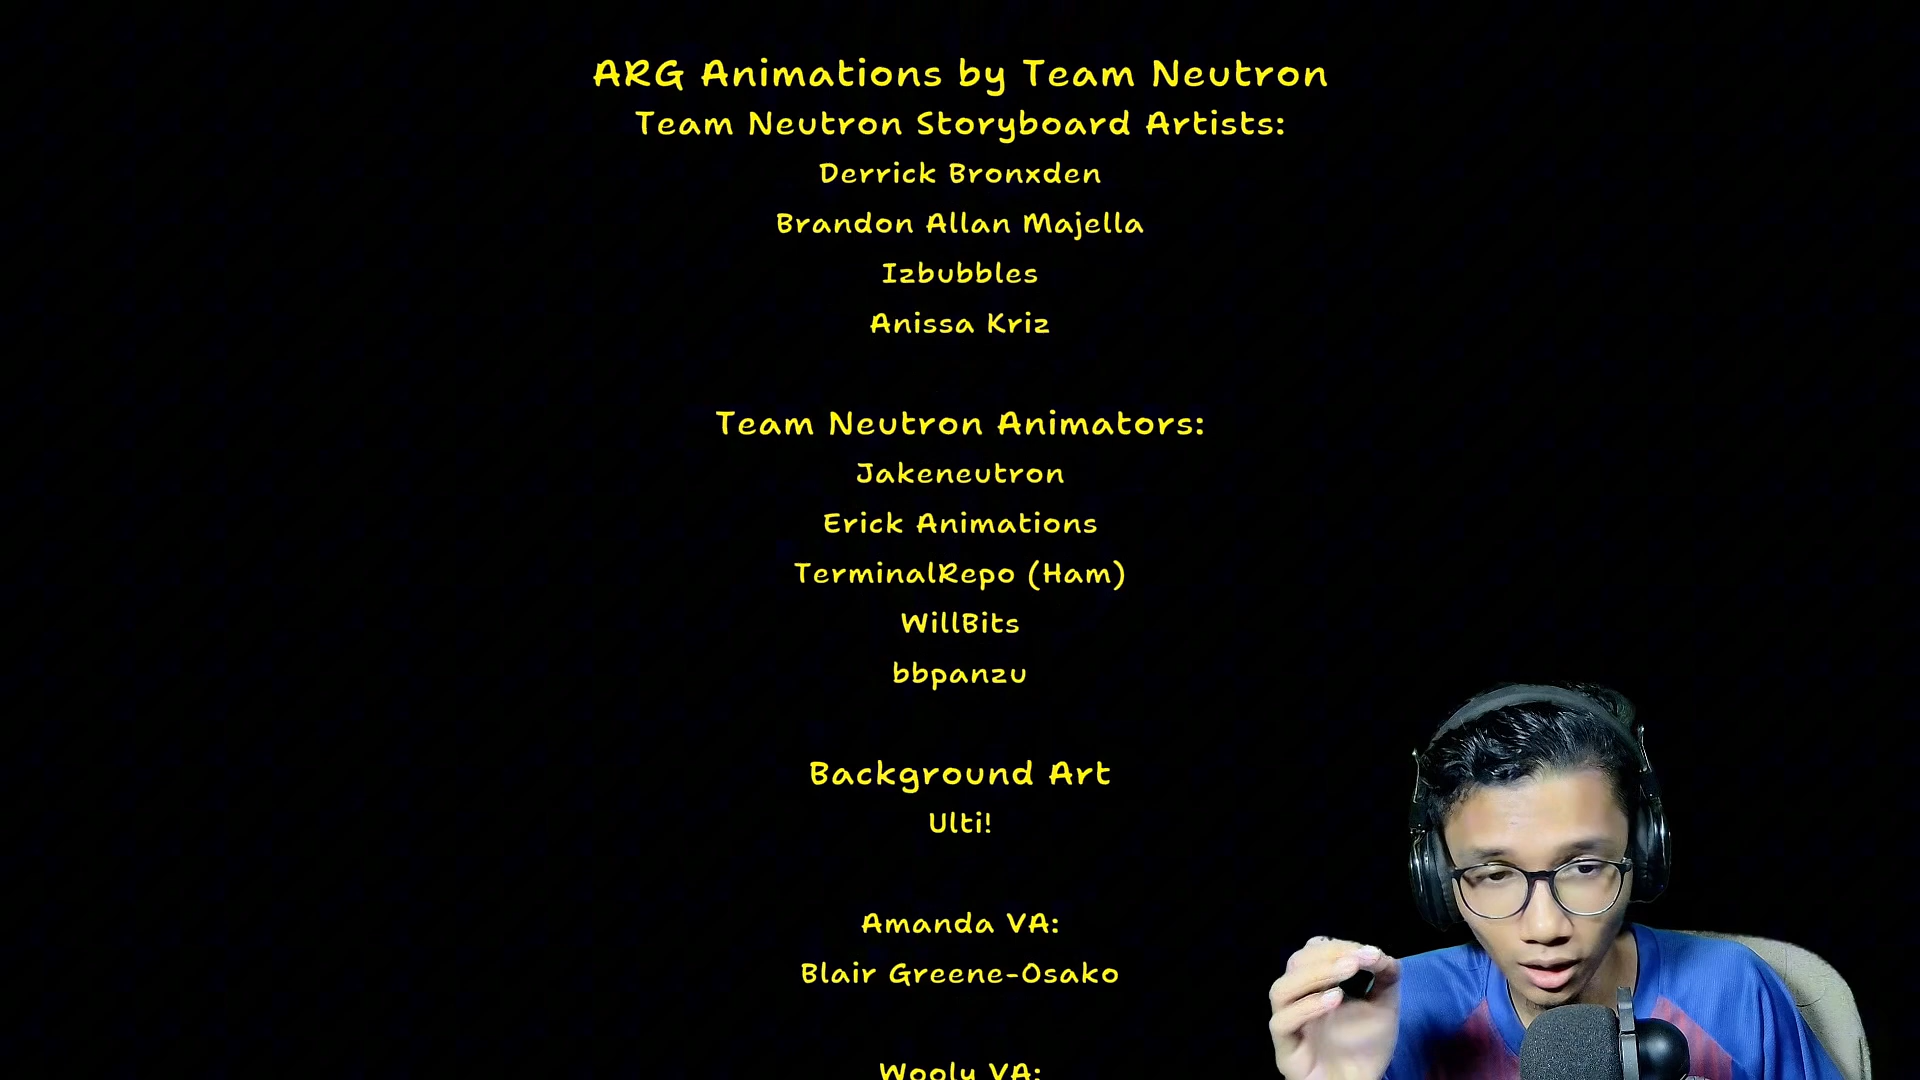 ARG Animations by Team Neutron
Team Neutron Storyboard Artists:
Derrick Bronxden
Brandon Allan Majella
Izbubbles
Anissa Kriz
Team Neutron Animators:
Jakeneutron
Erick Animations
TerminalRepo (Ham)
WillBits
bbpanzu
Background Art
Ulti!
Amanda VA:
Blair Greene-Osako
Wooly VA: